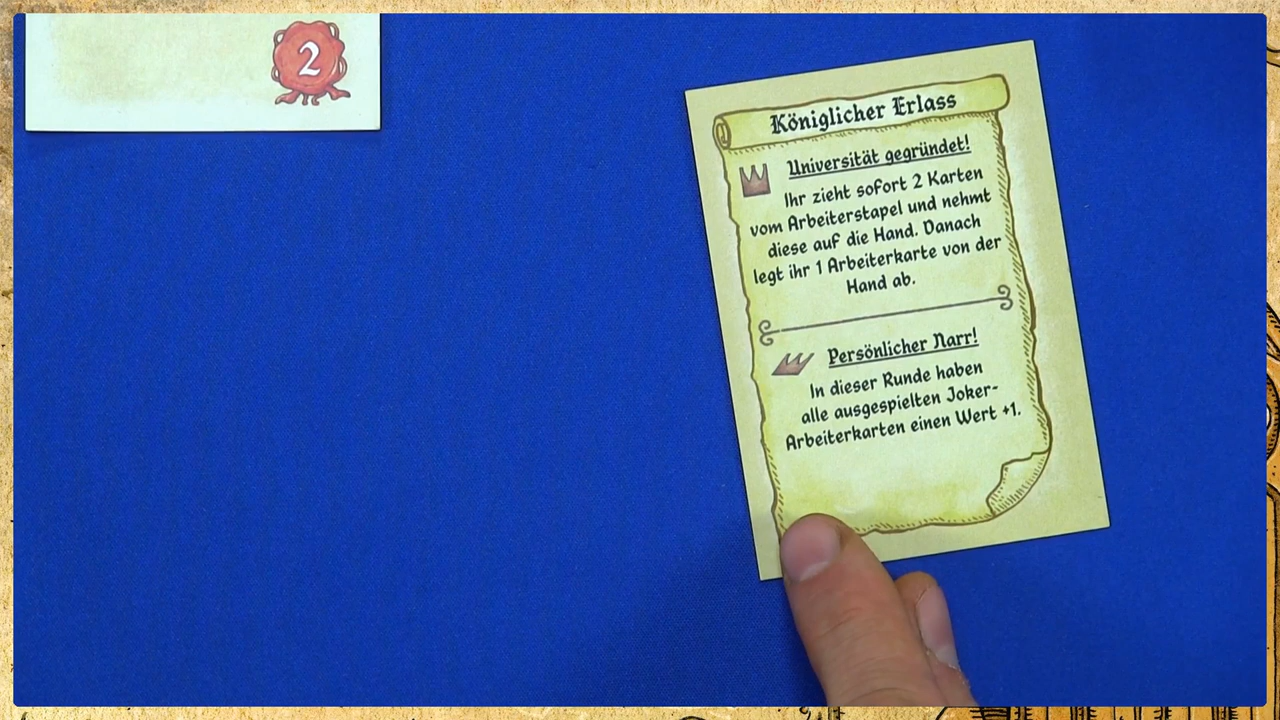 2
Königlicher Erlass
Universität gegründet!
Ihr zieht sofort 2 Karten
vom Arbeiterstapel und nehmt
diese auf die Hand. Danach
legt ihr 1 Arbeiterkarte von der
Hand ab.
Persönlicher Narr!
In dieser Runde haben
alle ausgespielten Joker-
Arbeiterkarten einen Wert +1.